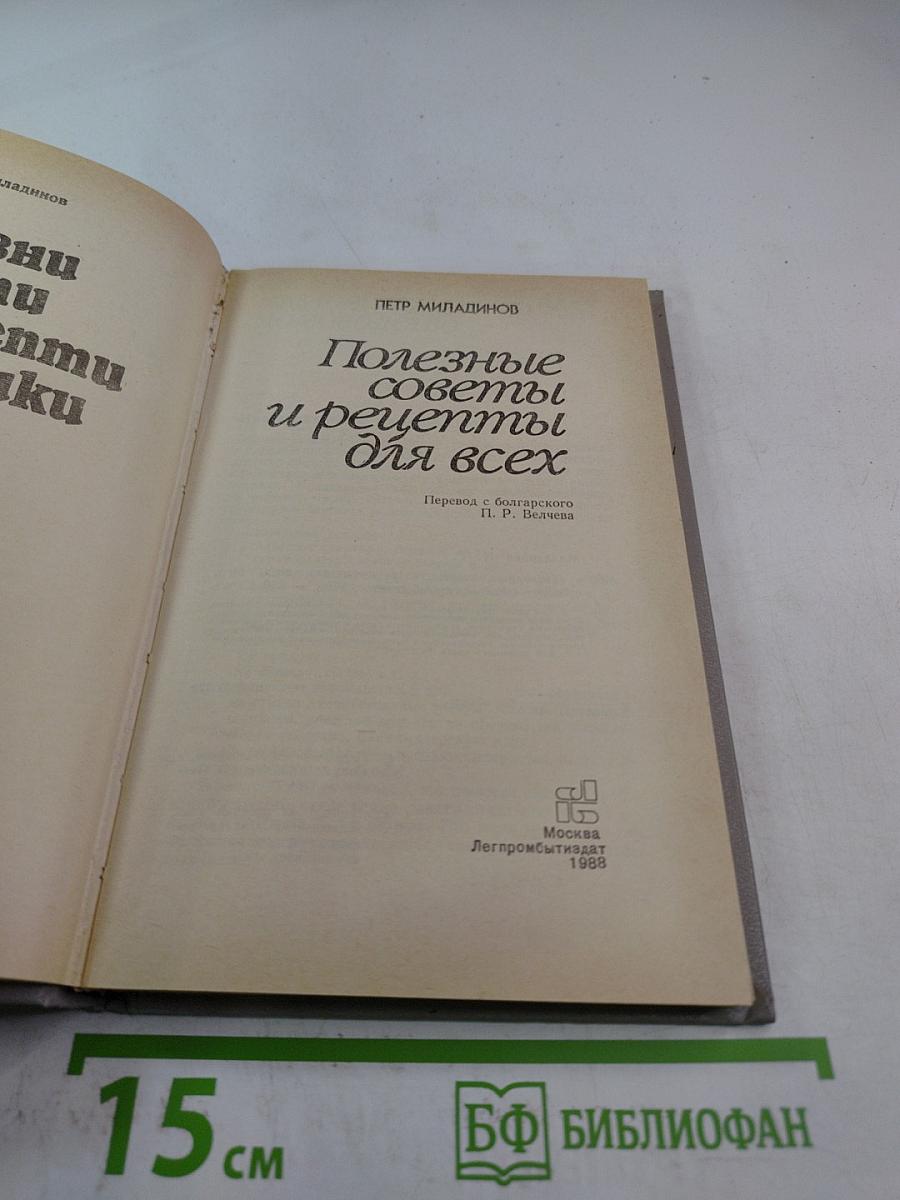 ПЕТР МИЛАДИНОВ
Полезные
советы
и рецепты
для всех
Перевод с болгарского
П. Р. Велчева
Москва
Легпромбытиздат
1988
15 см
БФ БИБЛИОФАН